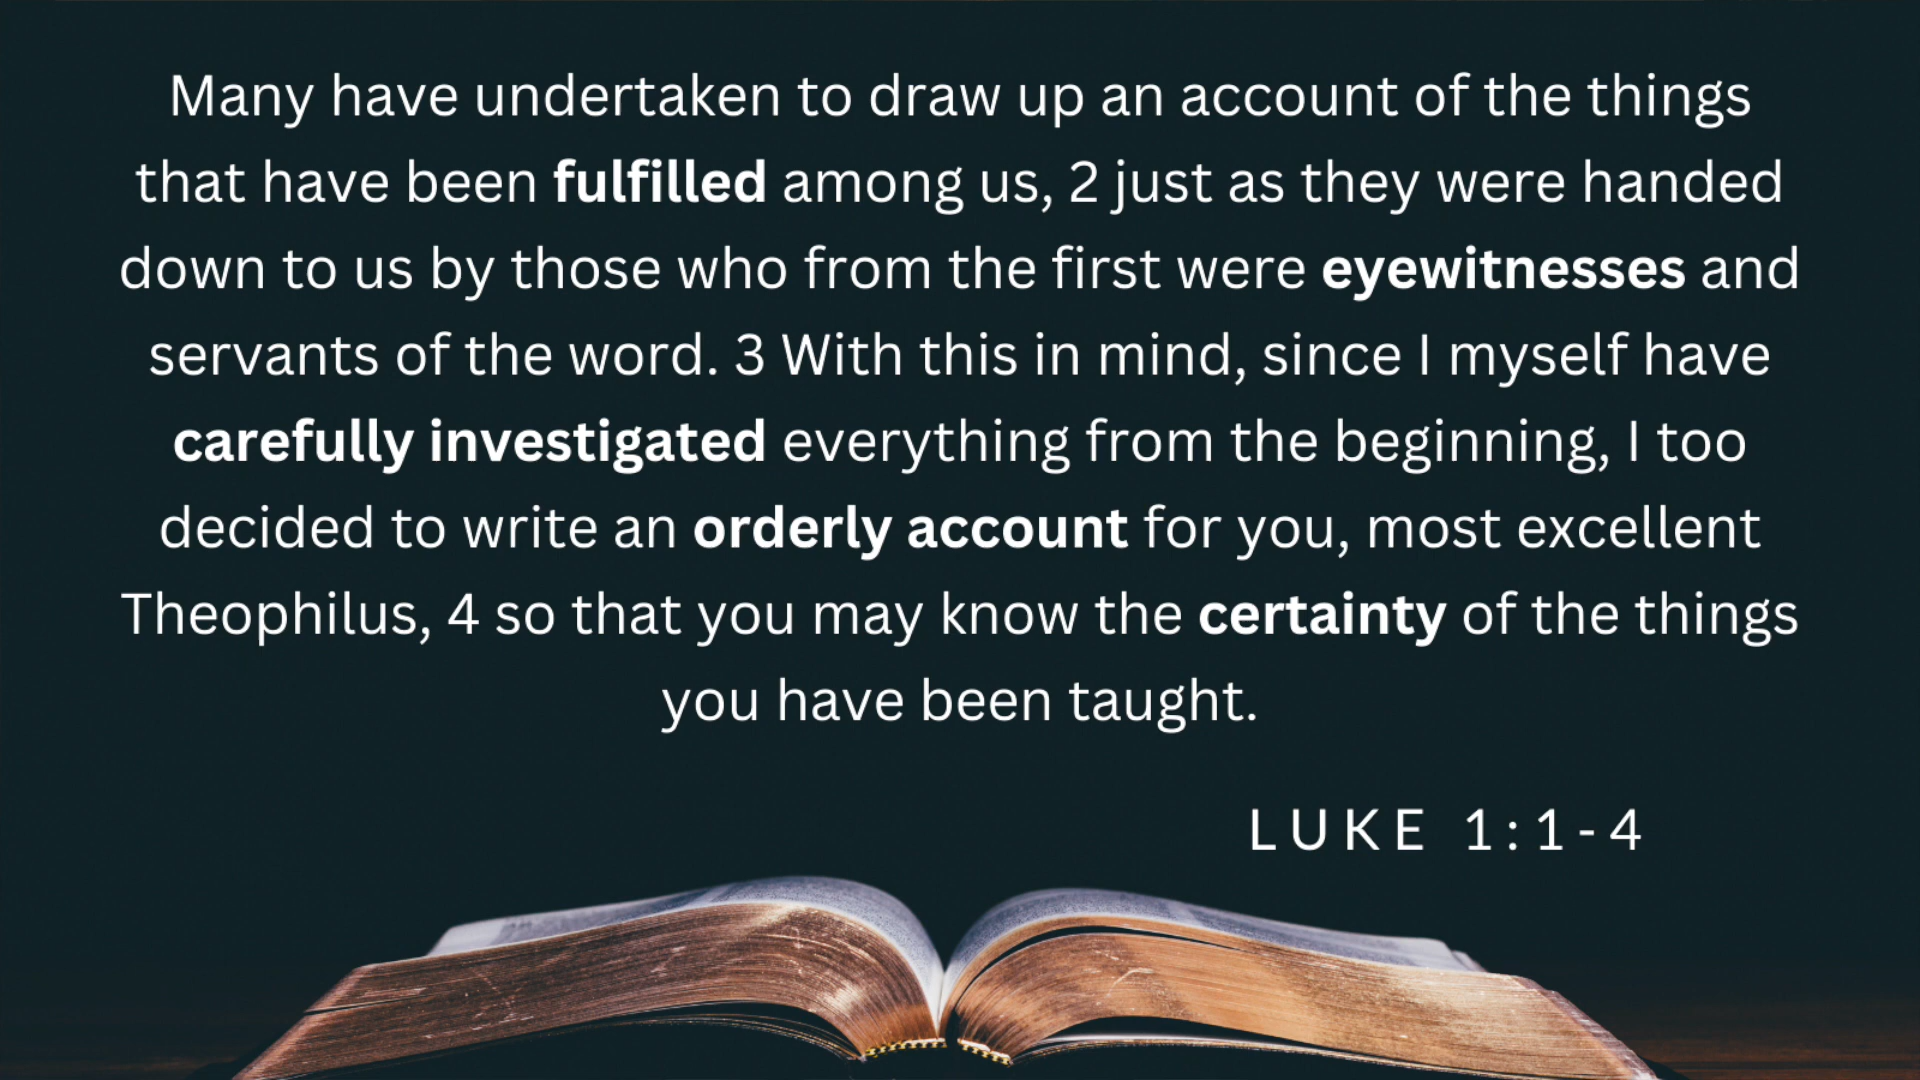 Many have undertaken to draw up an account of the things
that have been fulfilled among us, 2 just as they were handed
down to us by those who from the first were eyewitnesses and
servants of the word. 3 With this in mind, since I myself have
carefully investigated everything from the beginning, I too
decided to write an orderly account for you, most excellent
Theophilus, 4 so that you may know the certainty of the things
you have been taught.
LUKE 1:1-4